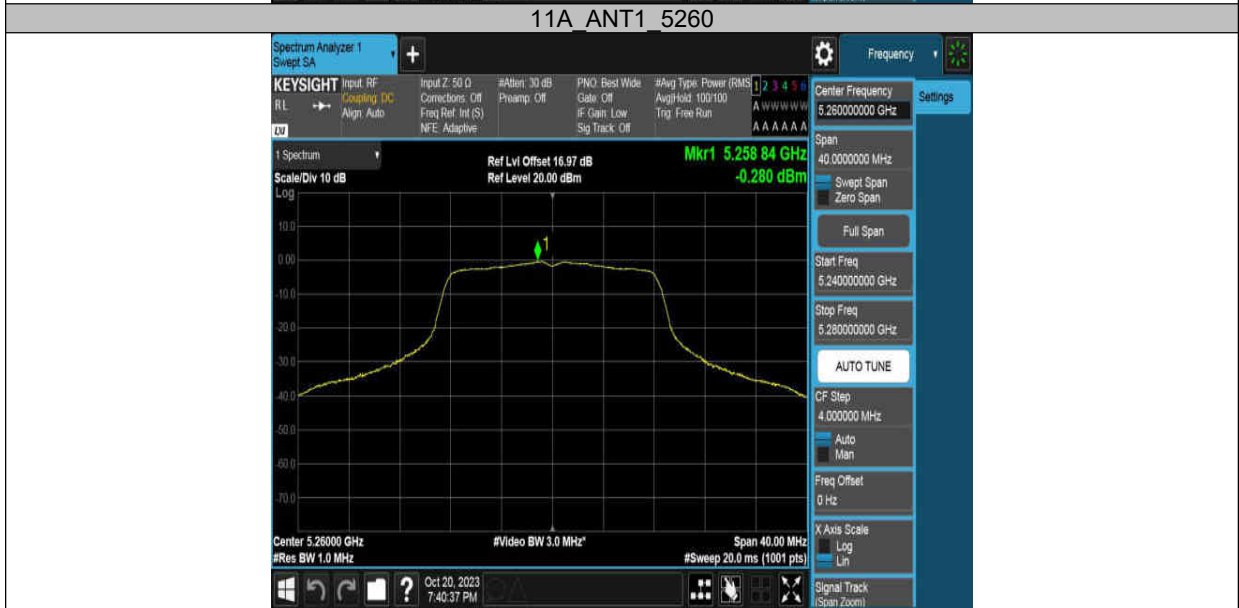 11A_ANT1_5260
Spectrum Analyzer 1
Swept SA
+
Frequency
KEYSIGHT
RL
LXI
Input: RF
Coupling: DC
Align: Auto
Input Z: 50 Ω
Corrections: Off
Freq Ref: Int (S)
NFE: Adaptive
#Atten: 30 dB
Preamp: Off
PNO: Best Wide
Gate: Off
IF Gain: Low
Sig Track: Off
#Avg Type: Power (RMS
Avg|Hold: 100/100
Trig: Free Run
1 2 3 4 5 6
A W W W W W
A A A A A A
Center Frequency
5.260000000 GHz
Settings
Span
40.0000000 MHz
Swept Span
Zero Span
Full Span
Start Freq
5.240000000 GHz
Stop Freq
5.280000000 GHz
AUTO TUNE
CF Step
4.000000 MHz
Auto
Man
Freq Offset
0 Hz
X Axis Scale
Log
Lin
Signal Track
(Span Zoom)
1 Spectrum
Scale/Div 10 dB
Log
Ref Lvl Offset 16.97 dB
Ref Level 20.00 dBm
Mkr1 5.258 84 GHz
-0.280 dBm
10.0
0.00
-10.0
-20.0
-30.0
-40.0
-50.0
-60.0
-70.0
1
Center 5.26000 GHz
#Res BW 1.0 MHz
#Video BW 3.0 MHz*
Span 40.00 MHz
#Sweep 20.0 ms (1001 pts)
?
Oct 20, 2023
7:40:37 PM